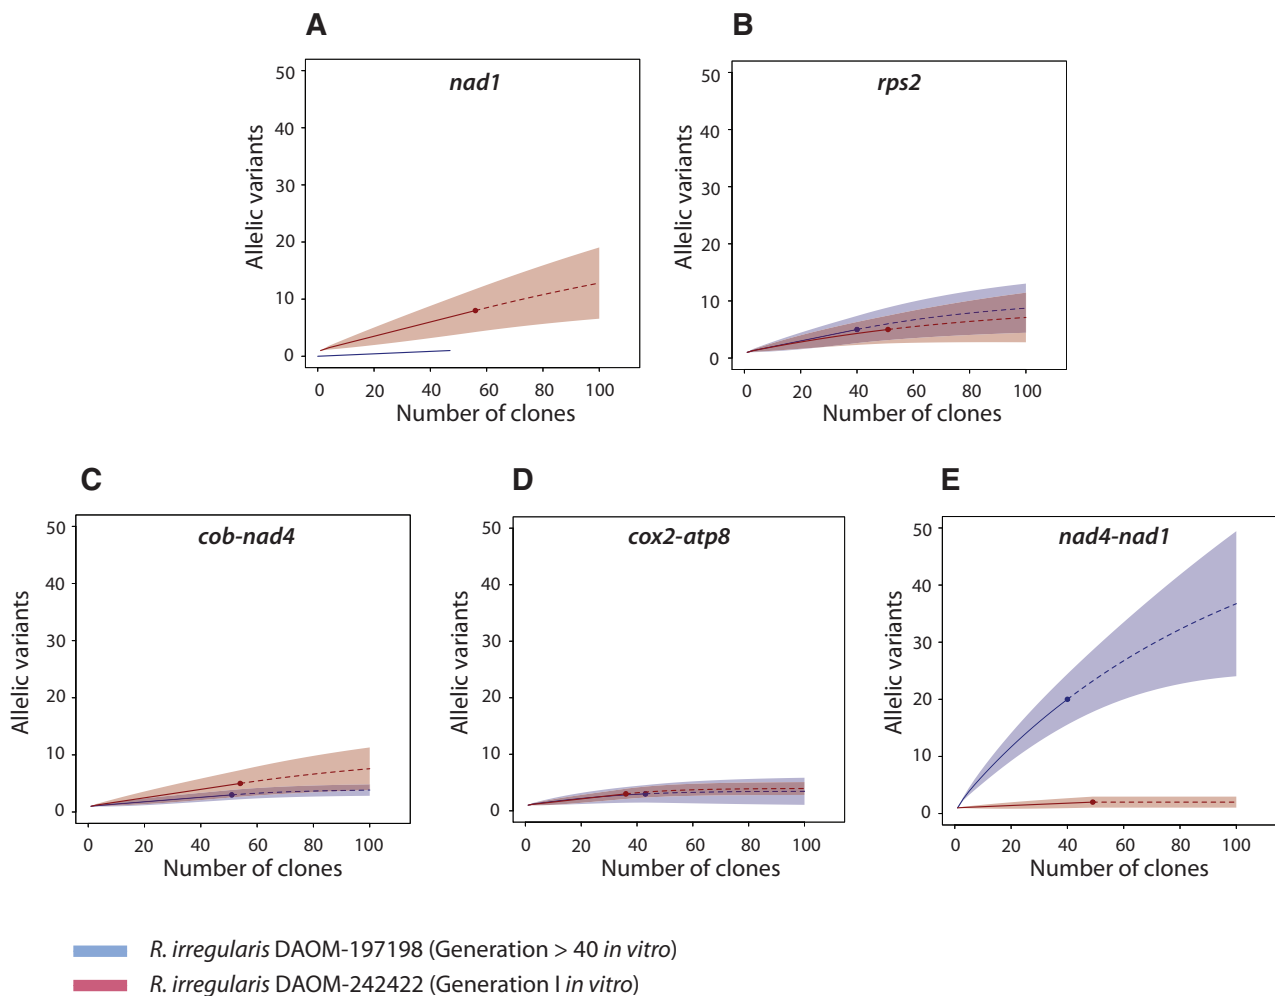 A
nad1
Allelic variants
50
40
30
20
10
0
0 20 40 60 80 100
Number of clones
B
rps2
Allelic variants
50
40
30
20
10
0
0 20 40 60 80 100
Number of clones
C
cob-nad4
Allelic variants
50
40
30
20
10
0
0 20 40 60 80 100
Number of clones
D
cox2-atp8
Allelic variants
50
40
30
20
10
0
0 20 40 60 80 100
Number of clones
E
nad4-nad1
Allelic variants
50
40
30
20
10
0
0 20 40 60 80 100
Number of clones
R. irregularis DAOM-197198 (Generation > 40 in vitro)
R. irregularis DAOM-242422 (Generation I in vitro)